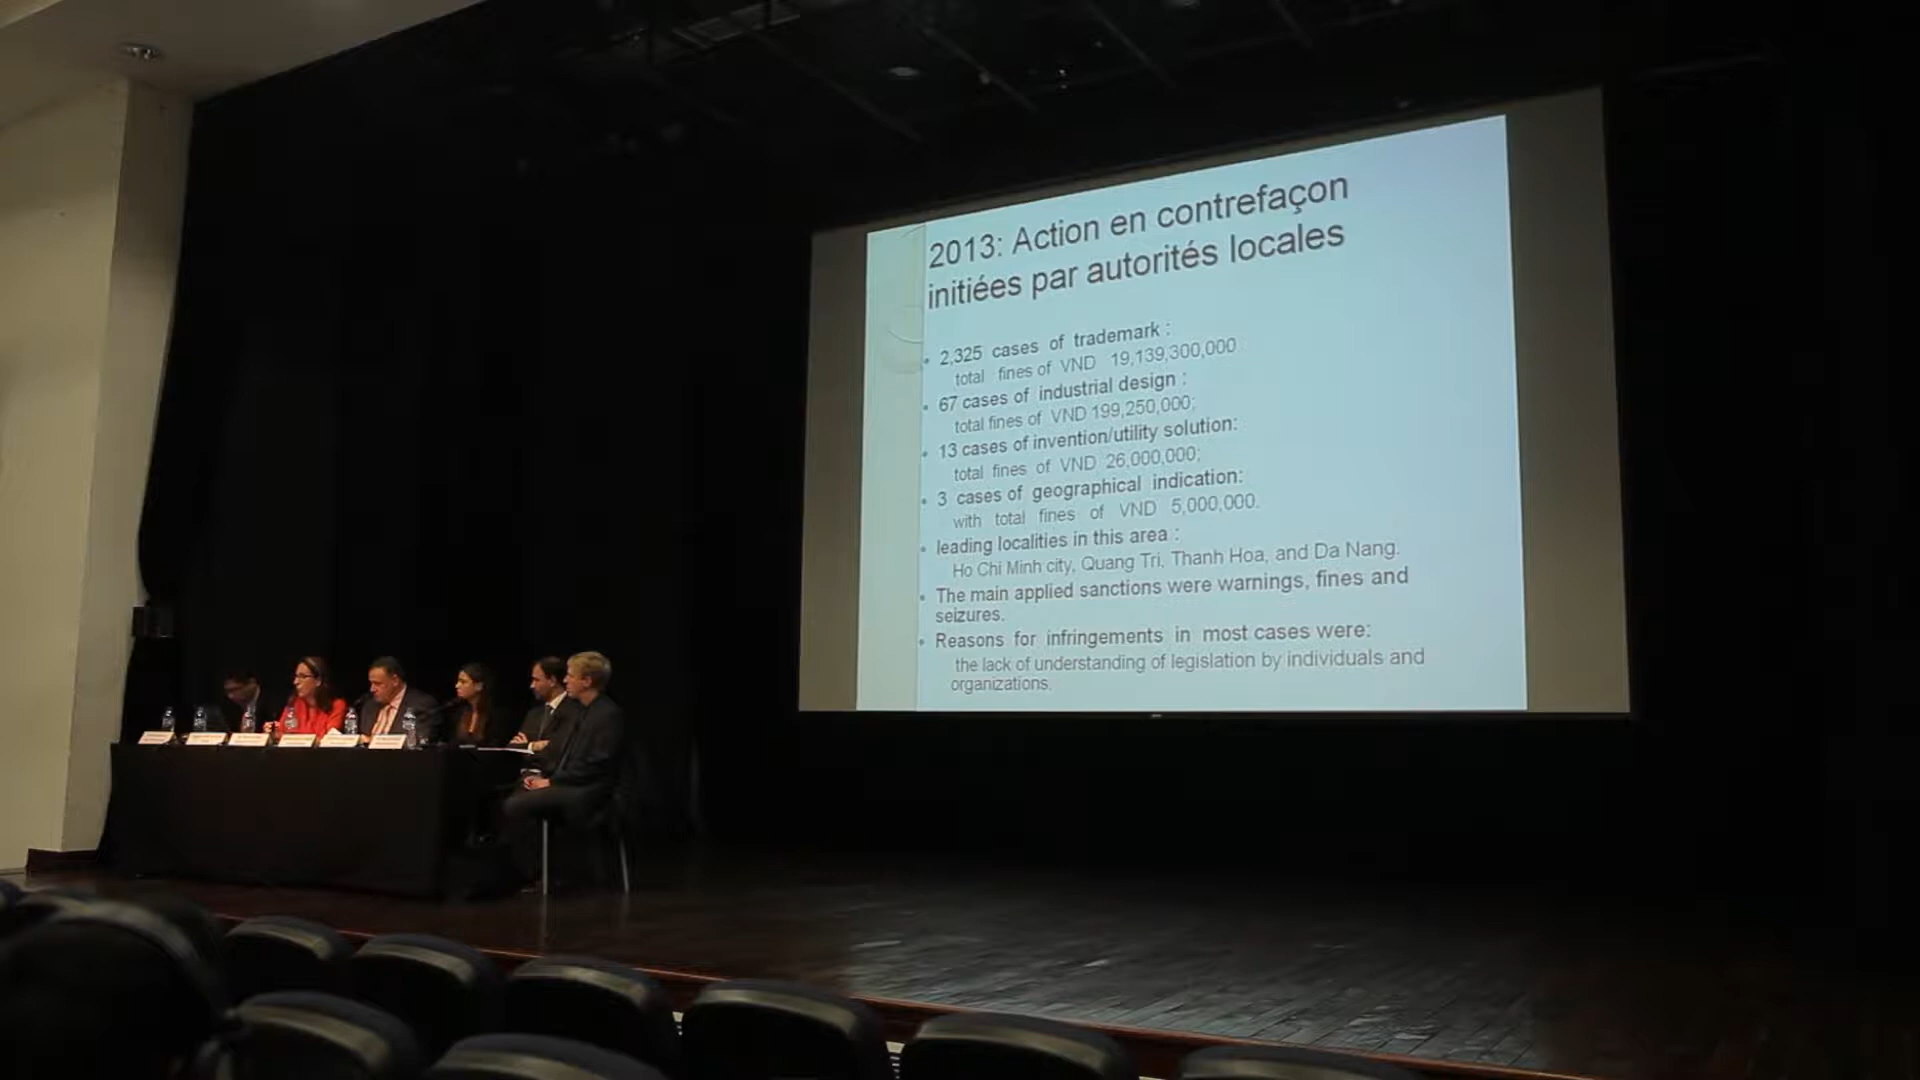 2013: Action en contrefaçon
initiées par autorités locales
• 2,325 cases of trademark :
total fines of VND 19,139,300,000
• 67 cases of industrial design :
total fines of VND 199,250,000;
• 13 cases of invention/utility solution:
total fines of VND 26,000,000;
• 3 cases of geographical indication:
with total fines of VND 5,000,000.
• leading localities in this area :
Ho Chi Minh city, Quang Tri, Thanh Hoa, and Da Nang.
• The main applied sanctions were warnings, fines and
seizures.
• Reasons for infringements in most cases were:
the lack of understanding of legislation by individuals and
organizations.